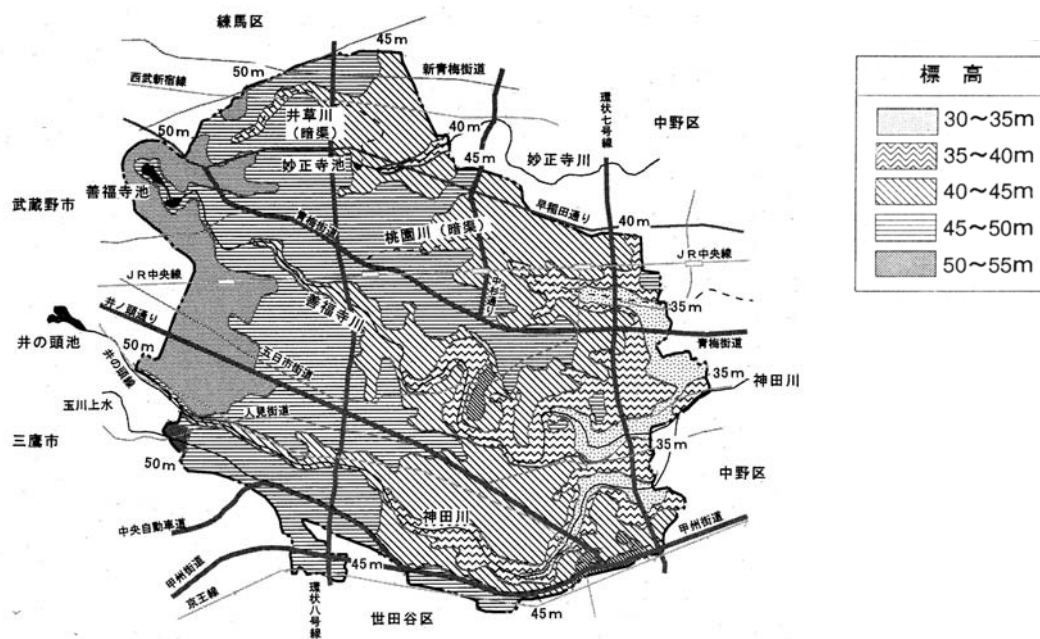 練馬区
45m
50m
新青梅街道
西武新宿線
環状七号線
井草川
(暗渠)
中野区
50m
40m
45m
妙正寺川
妙正寺池
善福寺池
武蔵野市
早稲田通り
40m
青梅街道
桃園川(暗渠)
JR中央線
JR中央線
中杉通り
井ノ頭通り
善福寺川
35m
井の頭池
青梅街道
50m
五日市街道
井の頭線
35m
神田川
玉川上水
人見街道
三鷹市
35m
50m
中野区
中央自動車道
神田川
甲州街道
甲州街道
45m
京王線
環状八号線
世田谷区
45m
標高
30～35m
35～40m
40～45m
45～50m
50～55m